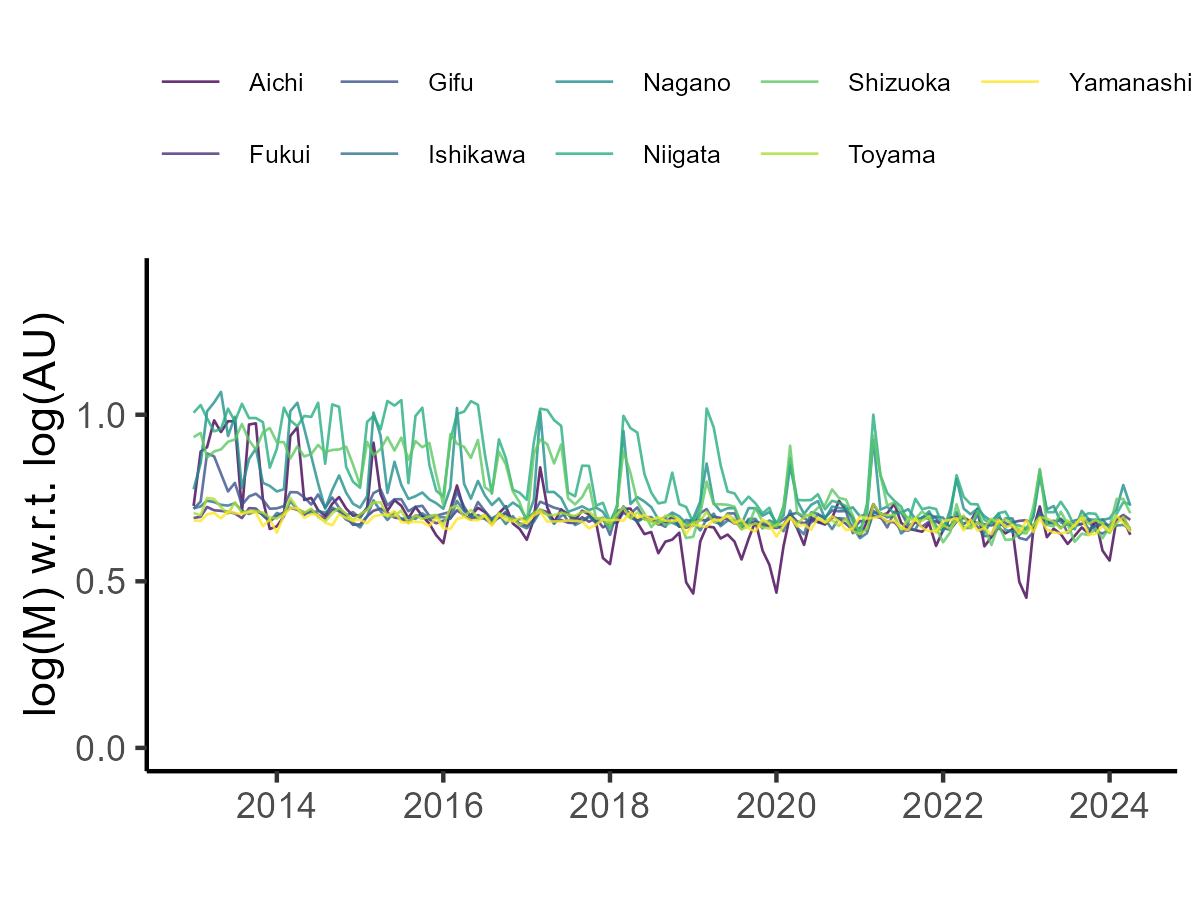 Aichi Gifu Nagano Shizuoka Yamanashi
Fukui Ishikawa Niigata Toyama
log(M) w.r.t. log(AU)
1.0
0.5
0.0
2014 2016 2018 2020 2022 2024